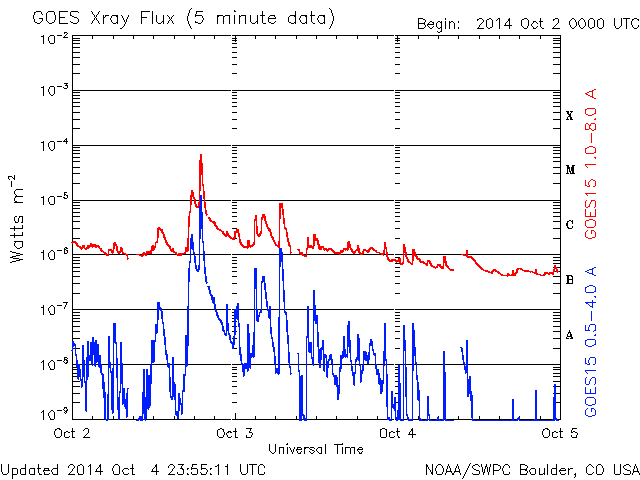 GOES Xray Flux (5 minute data)
Begin: 2014 Oct 2 0000 UTC
10-2
10-3
10-4
10-5
10-6
10-7
10-8
10-9
Watts m-2
X
M
C
B
A
GOES15 1.0-8.0 A
GOES15 0.5-4.0 A
Oct 2
Oct 3
Oct 4
Oct 5
Universal Time
Updated 2014 Oct 4 23:55:11 UTC
NOAA/SWPC Boulder, CO USA